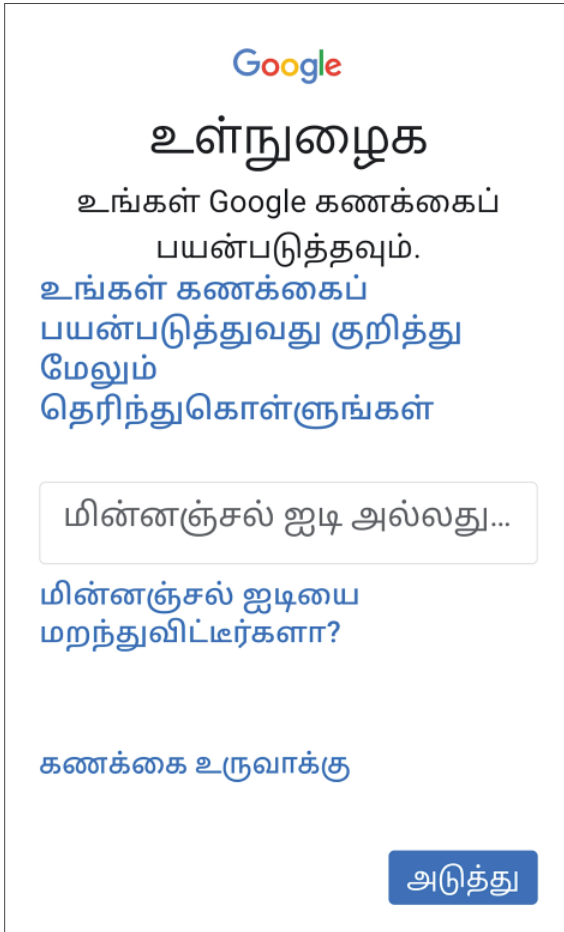 Google
உள்நுழைக
உங்கள் Google கணக்கைப்
பயன்படுத்தவும்.
உங்கள் கணக்கைப்
பயன்படுத்துவது குறித்து
மேலும்
தெரிந்துகொள்ளுங்கள்
மின்னஞ்சல் ஐடி அல்லது...
மின்னஞ்சல் ஐடியை
மறந்துவிட்டீர்களா?
கணக்கை உருவாக்கு
அடுத்து